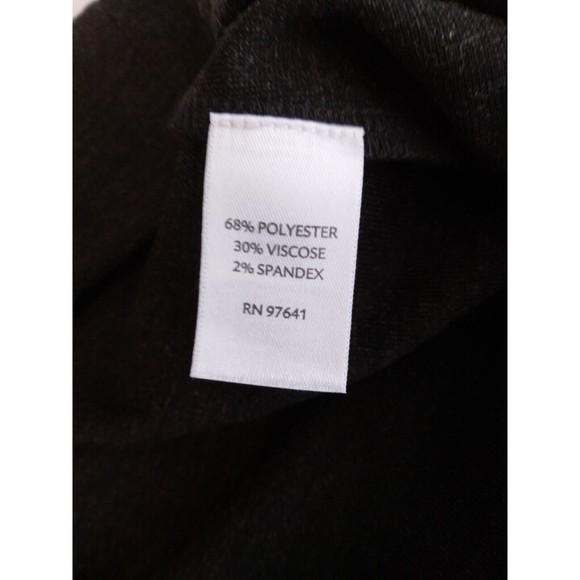 68% POLYESTER
30% VISCOSE
2% SPANDEX
RN 97641